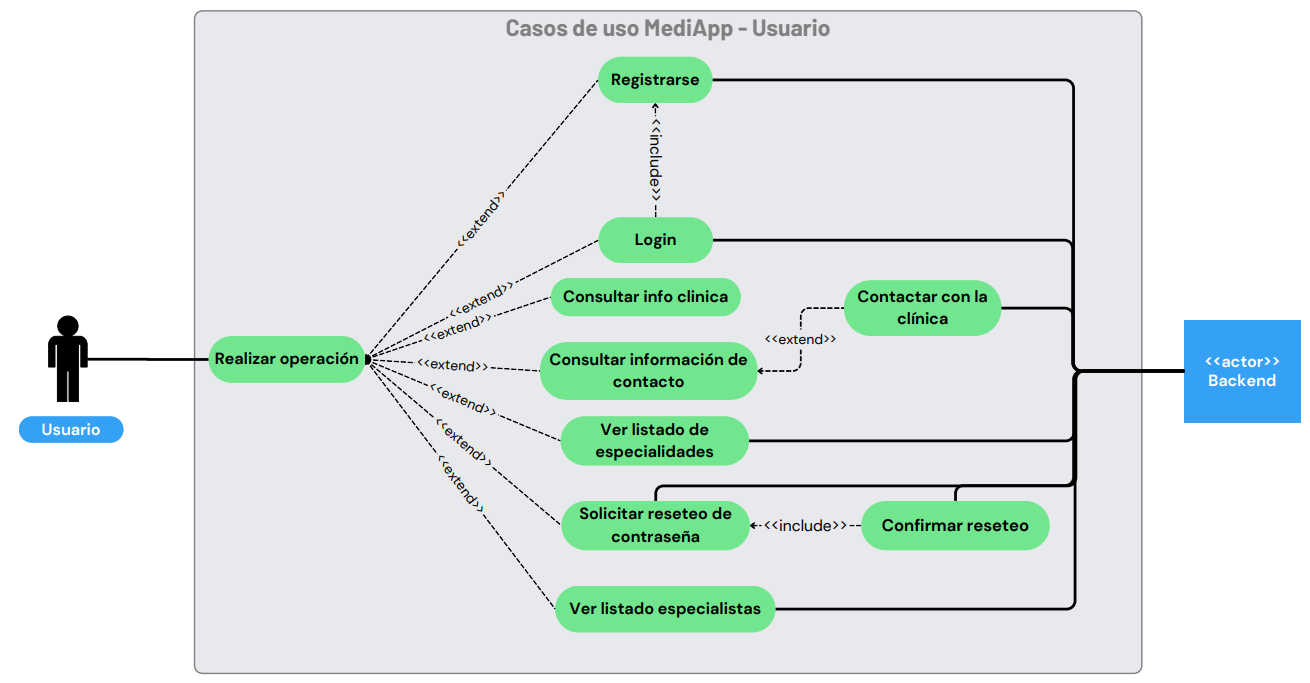 Casos de uso MediApp - Usuario
Registrarse
<<include>>
<<extend>>
Login
<<extend>>
Consultar info clinica
<<extend>>
Contactar con la
clínica
<<extend>>
Realizar operación
<<extend>>
Consultar información de
contacto
<<actor>>
Backend
<<extend>>
Usuario
Ver listado de
especialidades
<<extend>>
<<extend>>
Solicitar reseteo de
contraseña
<<include>>
Confirmar reseteo
Ver listado especialistas